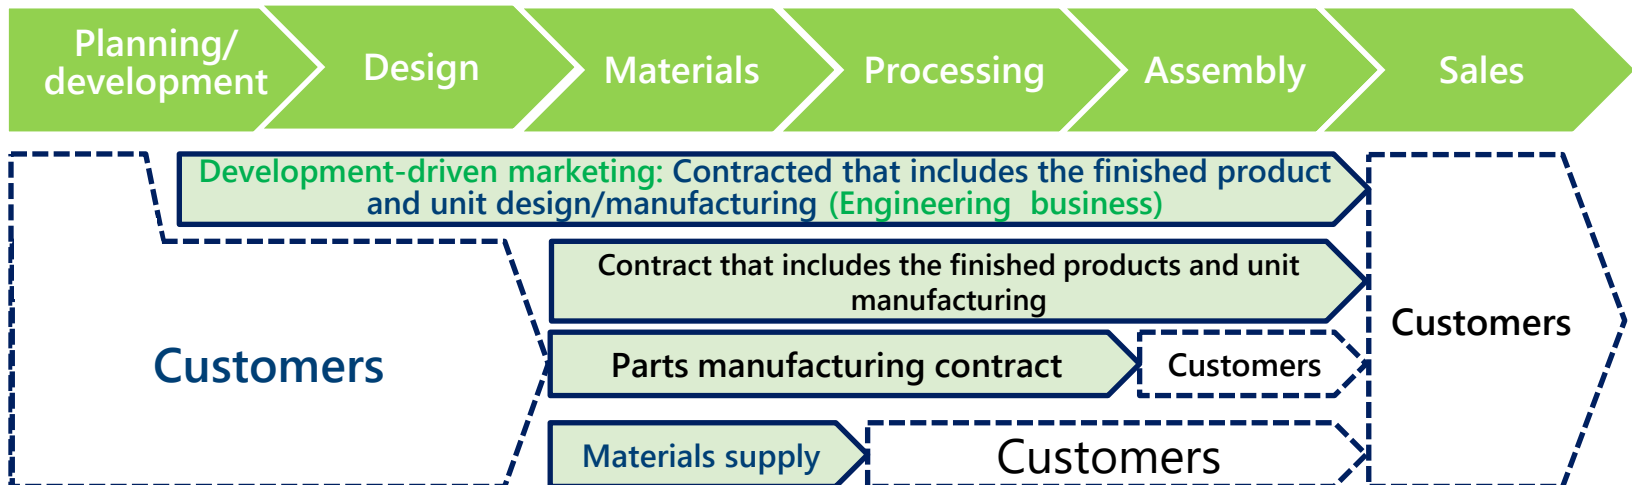 Planning/
development
Design
Materials
Processing
Assembly
Sales
Development-driven marketing: Contracted that includes the finished product
and unit design/manufacturing (Engineering  business)
Contract that includes the finished products and unit
manufacturing
Customers
Customers
Parts manufacturing contract
Customers
Materials supply
Customers